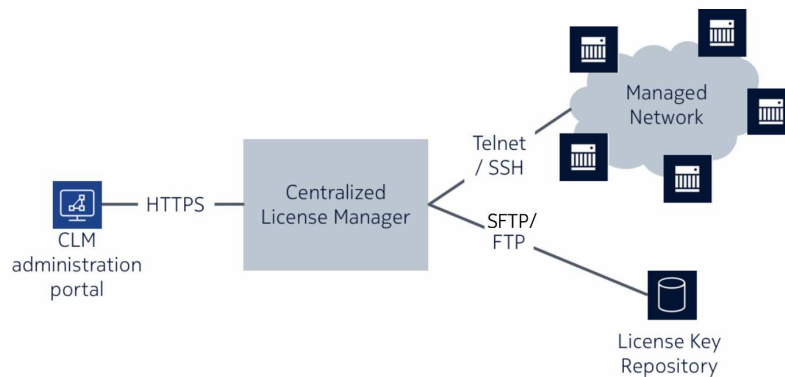 Managed
Network
Telnet
/ SSH
Centralized
License Manager
HTTPS
SFTP/
FTP
CLM
administration
portal
License Key
Repository